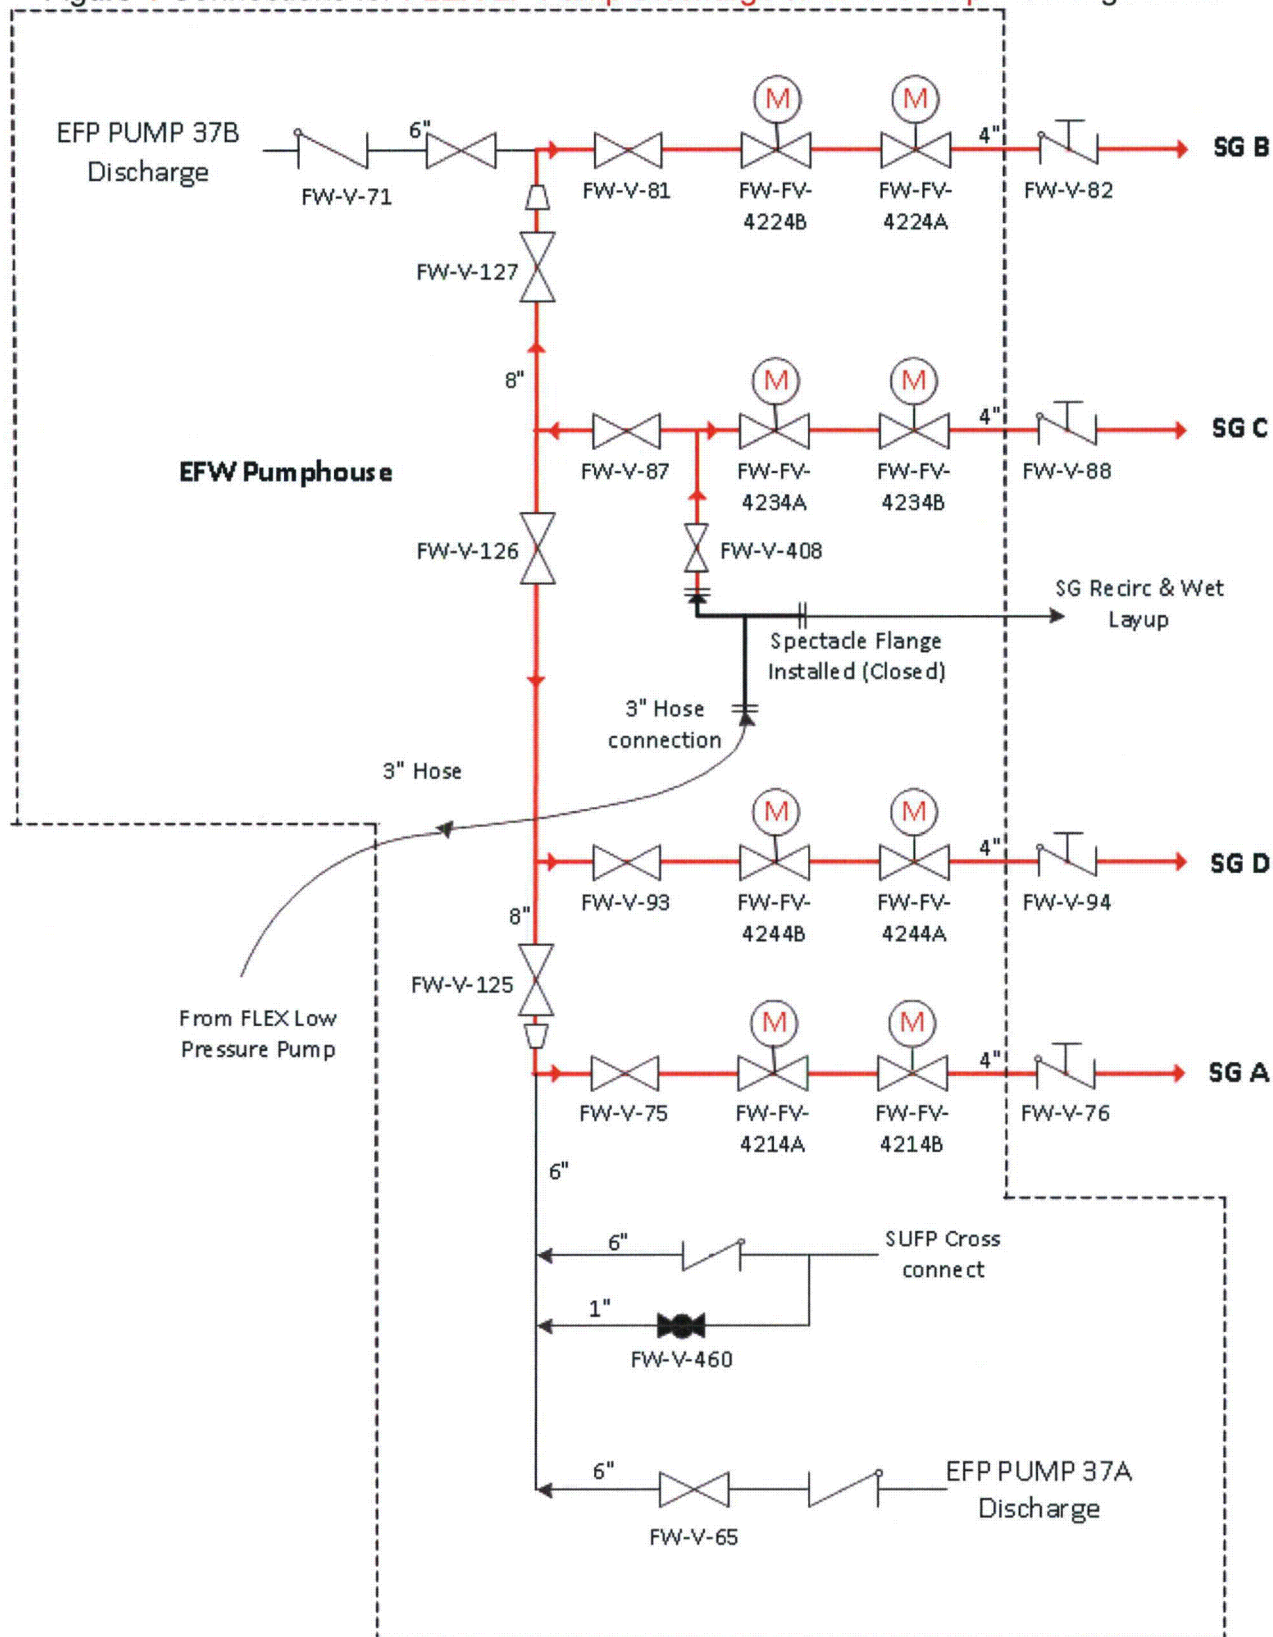 M
M
EFP PUMP 37B
Discharge
6"
4"
SG B
FW-V-71
FW-V-81
FW-FV-
4224B
FW-FV-
4224A
FW-V-82
FW-V-127
M
M
8"
4"
SG C
EFW Pumphouse
FW-V-87
FW-FV-
4234A
FW-FV-
4234B
FW-V-88
FW-V-126
FW-V-408
SG Recirc & Wet
Layup
Spectacle Flange
Installed (Closed)
3" Hose
connection
3" Hose
M
M
4"
SG D
FW-V-93
FW-FV-
4244B
FW-FV-
4244A
FW-V-94
8"
FW-V-125
From FLEX Low
Pressure Pump
M
M
4"
SG A
FW-V-75
FW-FV-
4214A
FW-FV-
4214B
FW-V-76
6"
6"
SUFP Cross
connect
1"
FW-V-460
6"
EFP PUMP 37A
Discharge
FW-V-65